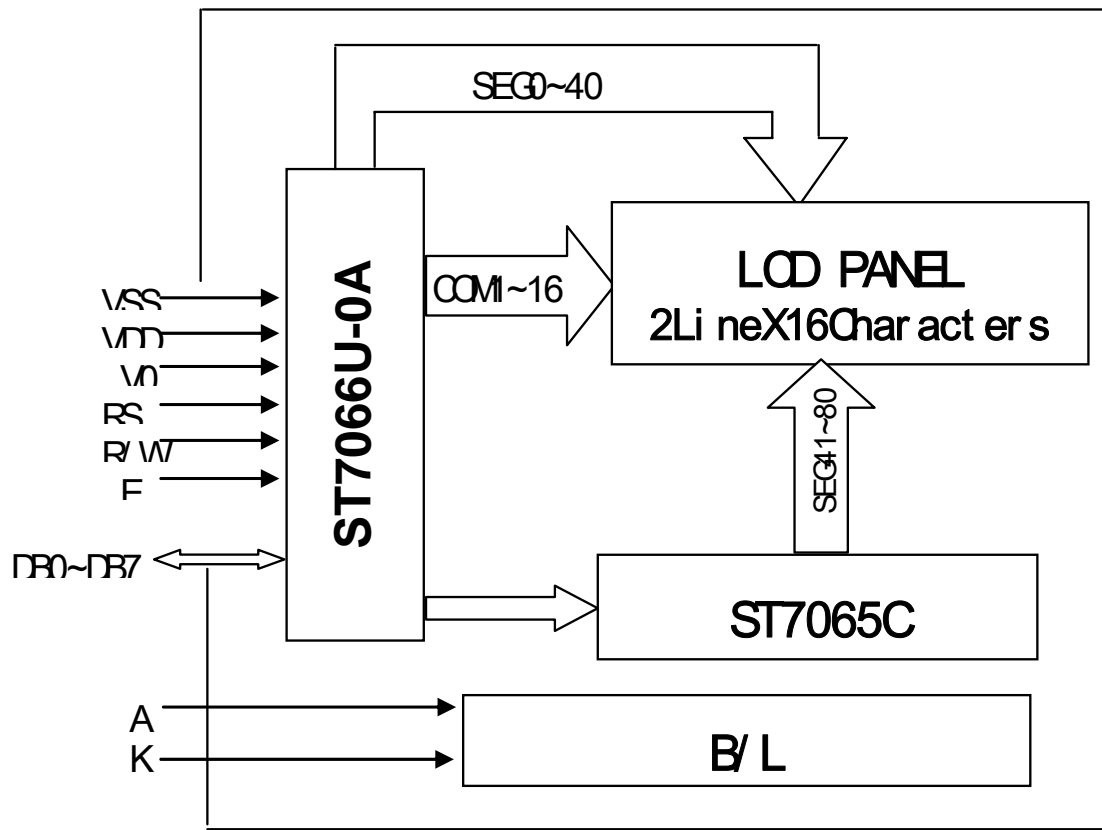 SEG0~40
ST7066U-0A
LCD PANEL
2LineX16Characters
COM1~16
VSS
VDD
V0
RS
R/W
E
SEG41~80
DB0~DB7
ST7065C
A
K
B/L